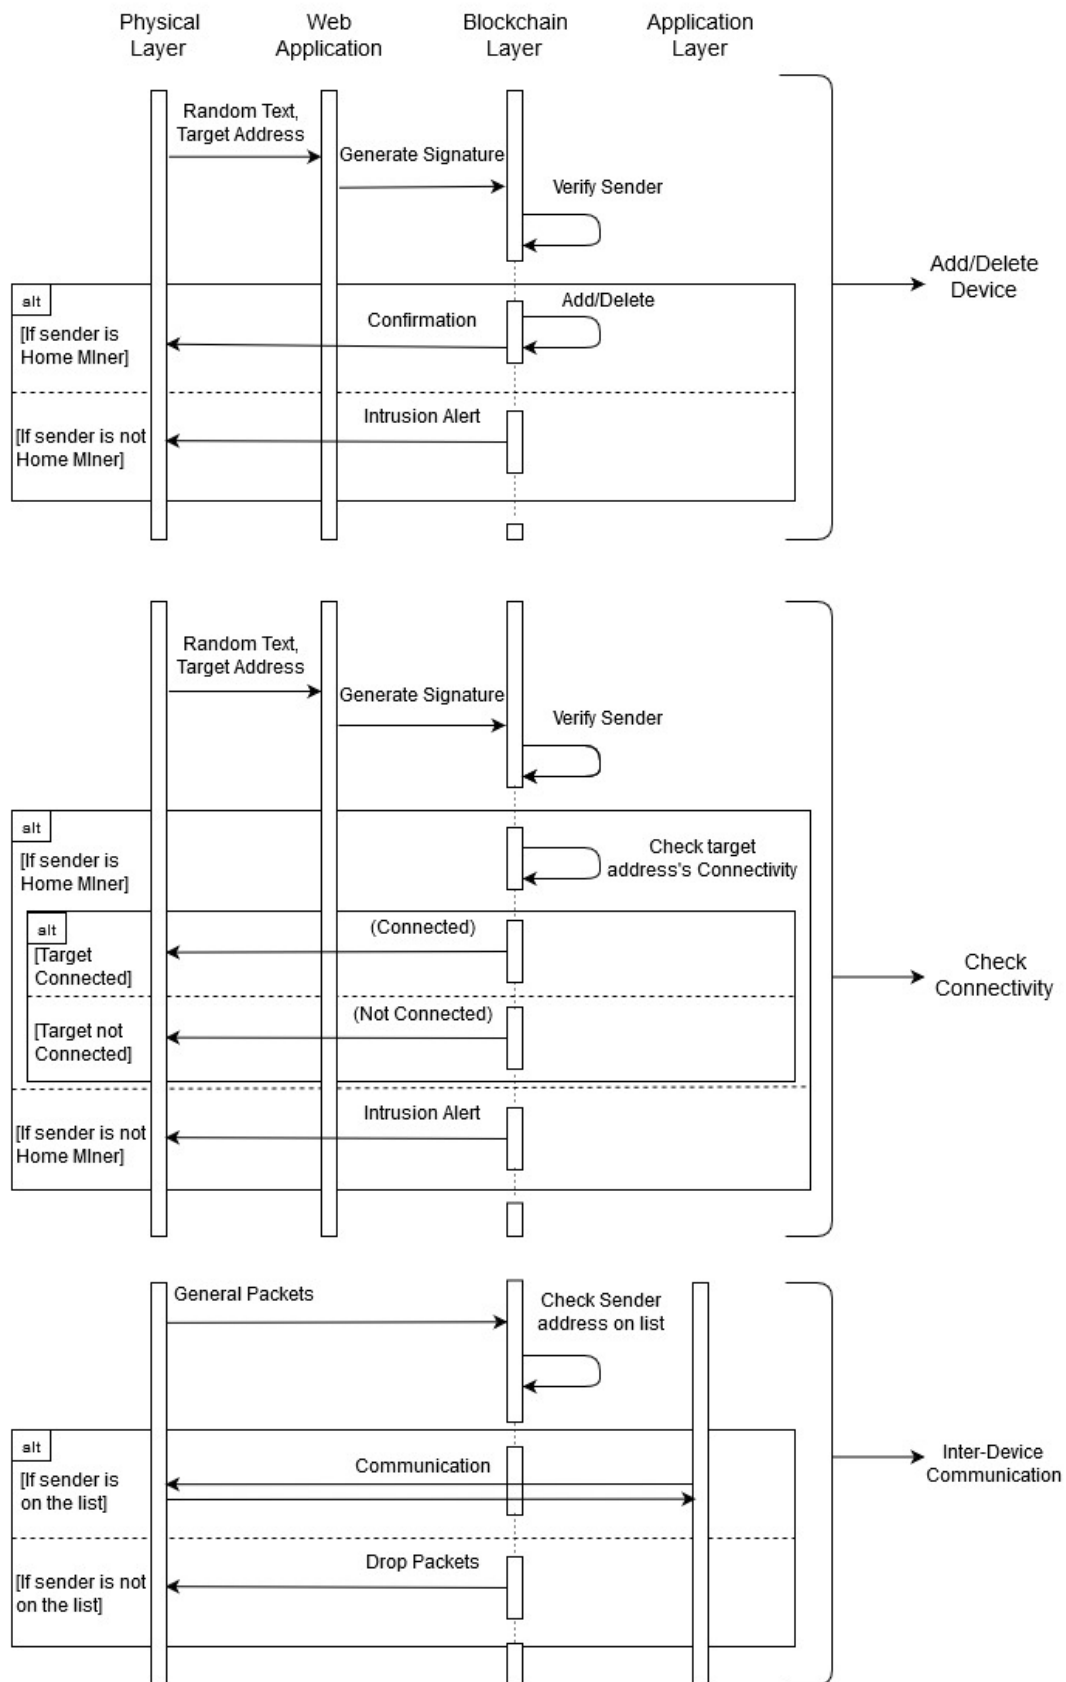 Physical
Layer
Web
Application
Blockchain
Layer
Application
Layer
Random Text,
Target Address
Generate Signature
Verify Sender
Add/Delete
Device
alt
[If sender is
Home MIner]
Confirmation
Add/Delete
Intrusion Alert
[If sender is not
Home MIner]
Random Text,
Target Address
Generate Signature
Verify Sender
alt
[If sender is
Home MIner]
Check target
address's Connectivity
alt
[Target
Connected]
(Connected)
Check
Connectivity
(Not Connected)
[Target not
Connected]
Intrusion Alert
[If sender is not
Home MIner]
General Packets
Check Sender
address on list
alt
[If sender is
on the list]
Communication
Inter-Device
Communication
Drop Packets
[If sender is not
on the list]